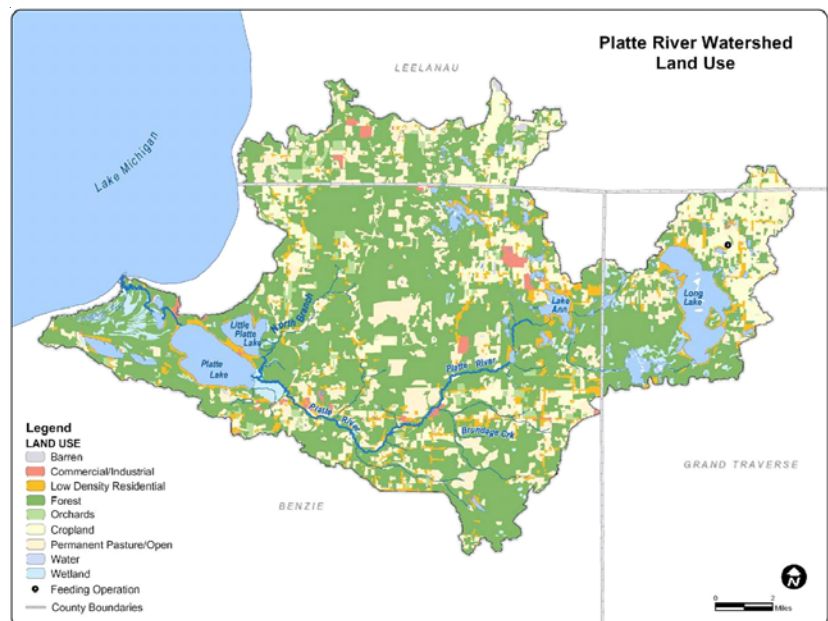 Platte River Watershed
Land Use
LEELANAU
Lake Michigan
North Branch
Little
Platte
Lake
Platte
Lake
Lake
Ann
Long
Lake
Platte River
Platte River
Brundage Crk
BENZIE
GRAND TRAVERSE
Legend
LAND USE
Barren
Commercial/Industrial
Low Density Residential
Forest
Orchards
Cropland
Permanent Pasture/Open
Water
Wetland
Feeding Operation
County Boundaries
N
0 2
Miles